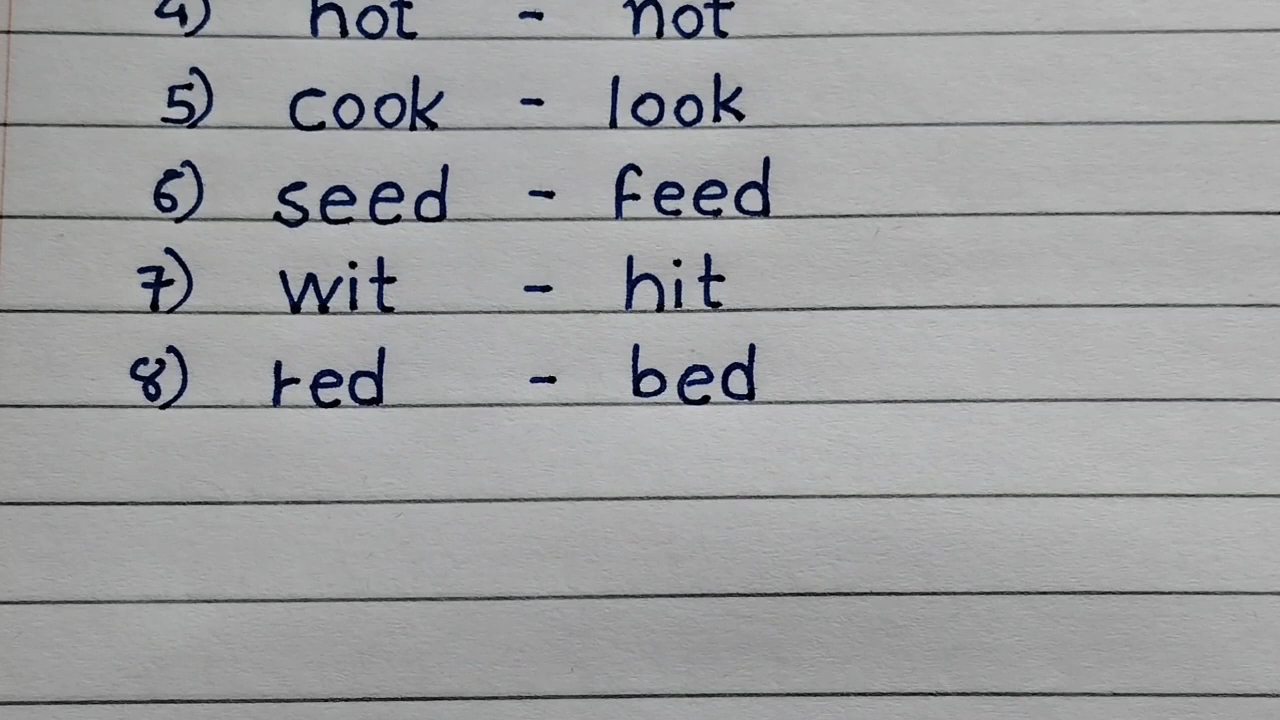 4) hot - not
5) cook - look
6) seed - feed
7) wit - hit
8) red - bed